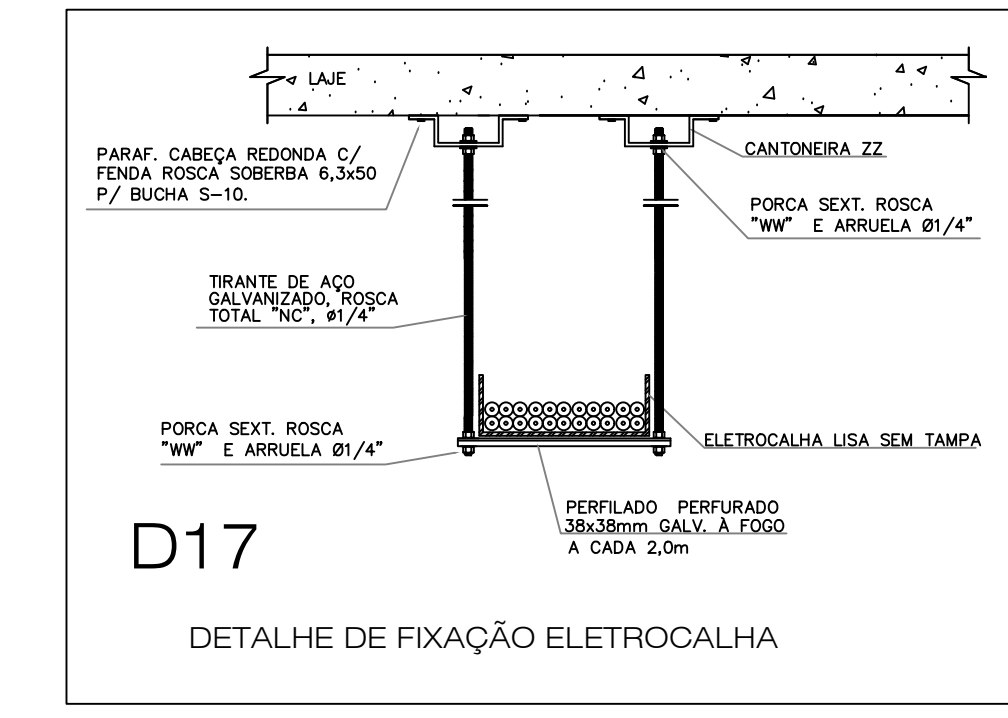 LAJE
PARAF. CABEÇA REDONDA C/
FENDA ROSCA SOBERBA 6,3x50
P/ BUCHA S-10.
CANTONEIRA ZZ
PORCA SEXT. ROSCA
"WW" E ARRUELA Ø1/4"
TIRANTE DE AÇO
GALVANIZADO, ROSCA
TOTAL "NC", Ø1/4"
PORCA SEXT. ROSCA
"WW" E ARRUELA Ø1/4"
ELETROCALHA LISA SEM TAMPA
PERFILADO PERFURADO
38x38mm GALV. À FOGO
A CADA 2,0m
D17
DETALHE DE FIXAÇÃO ELETROCALHA